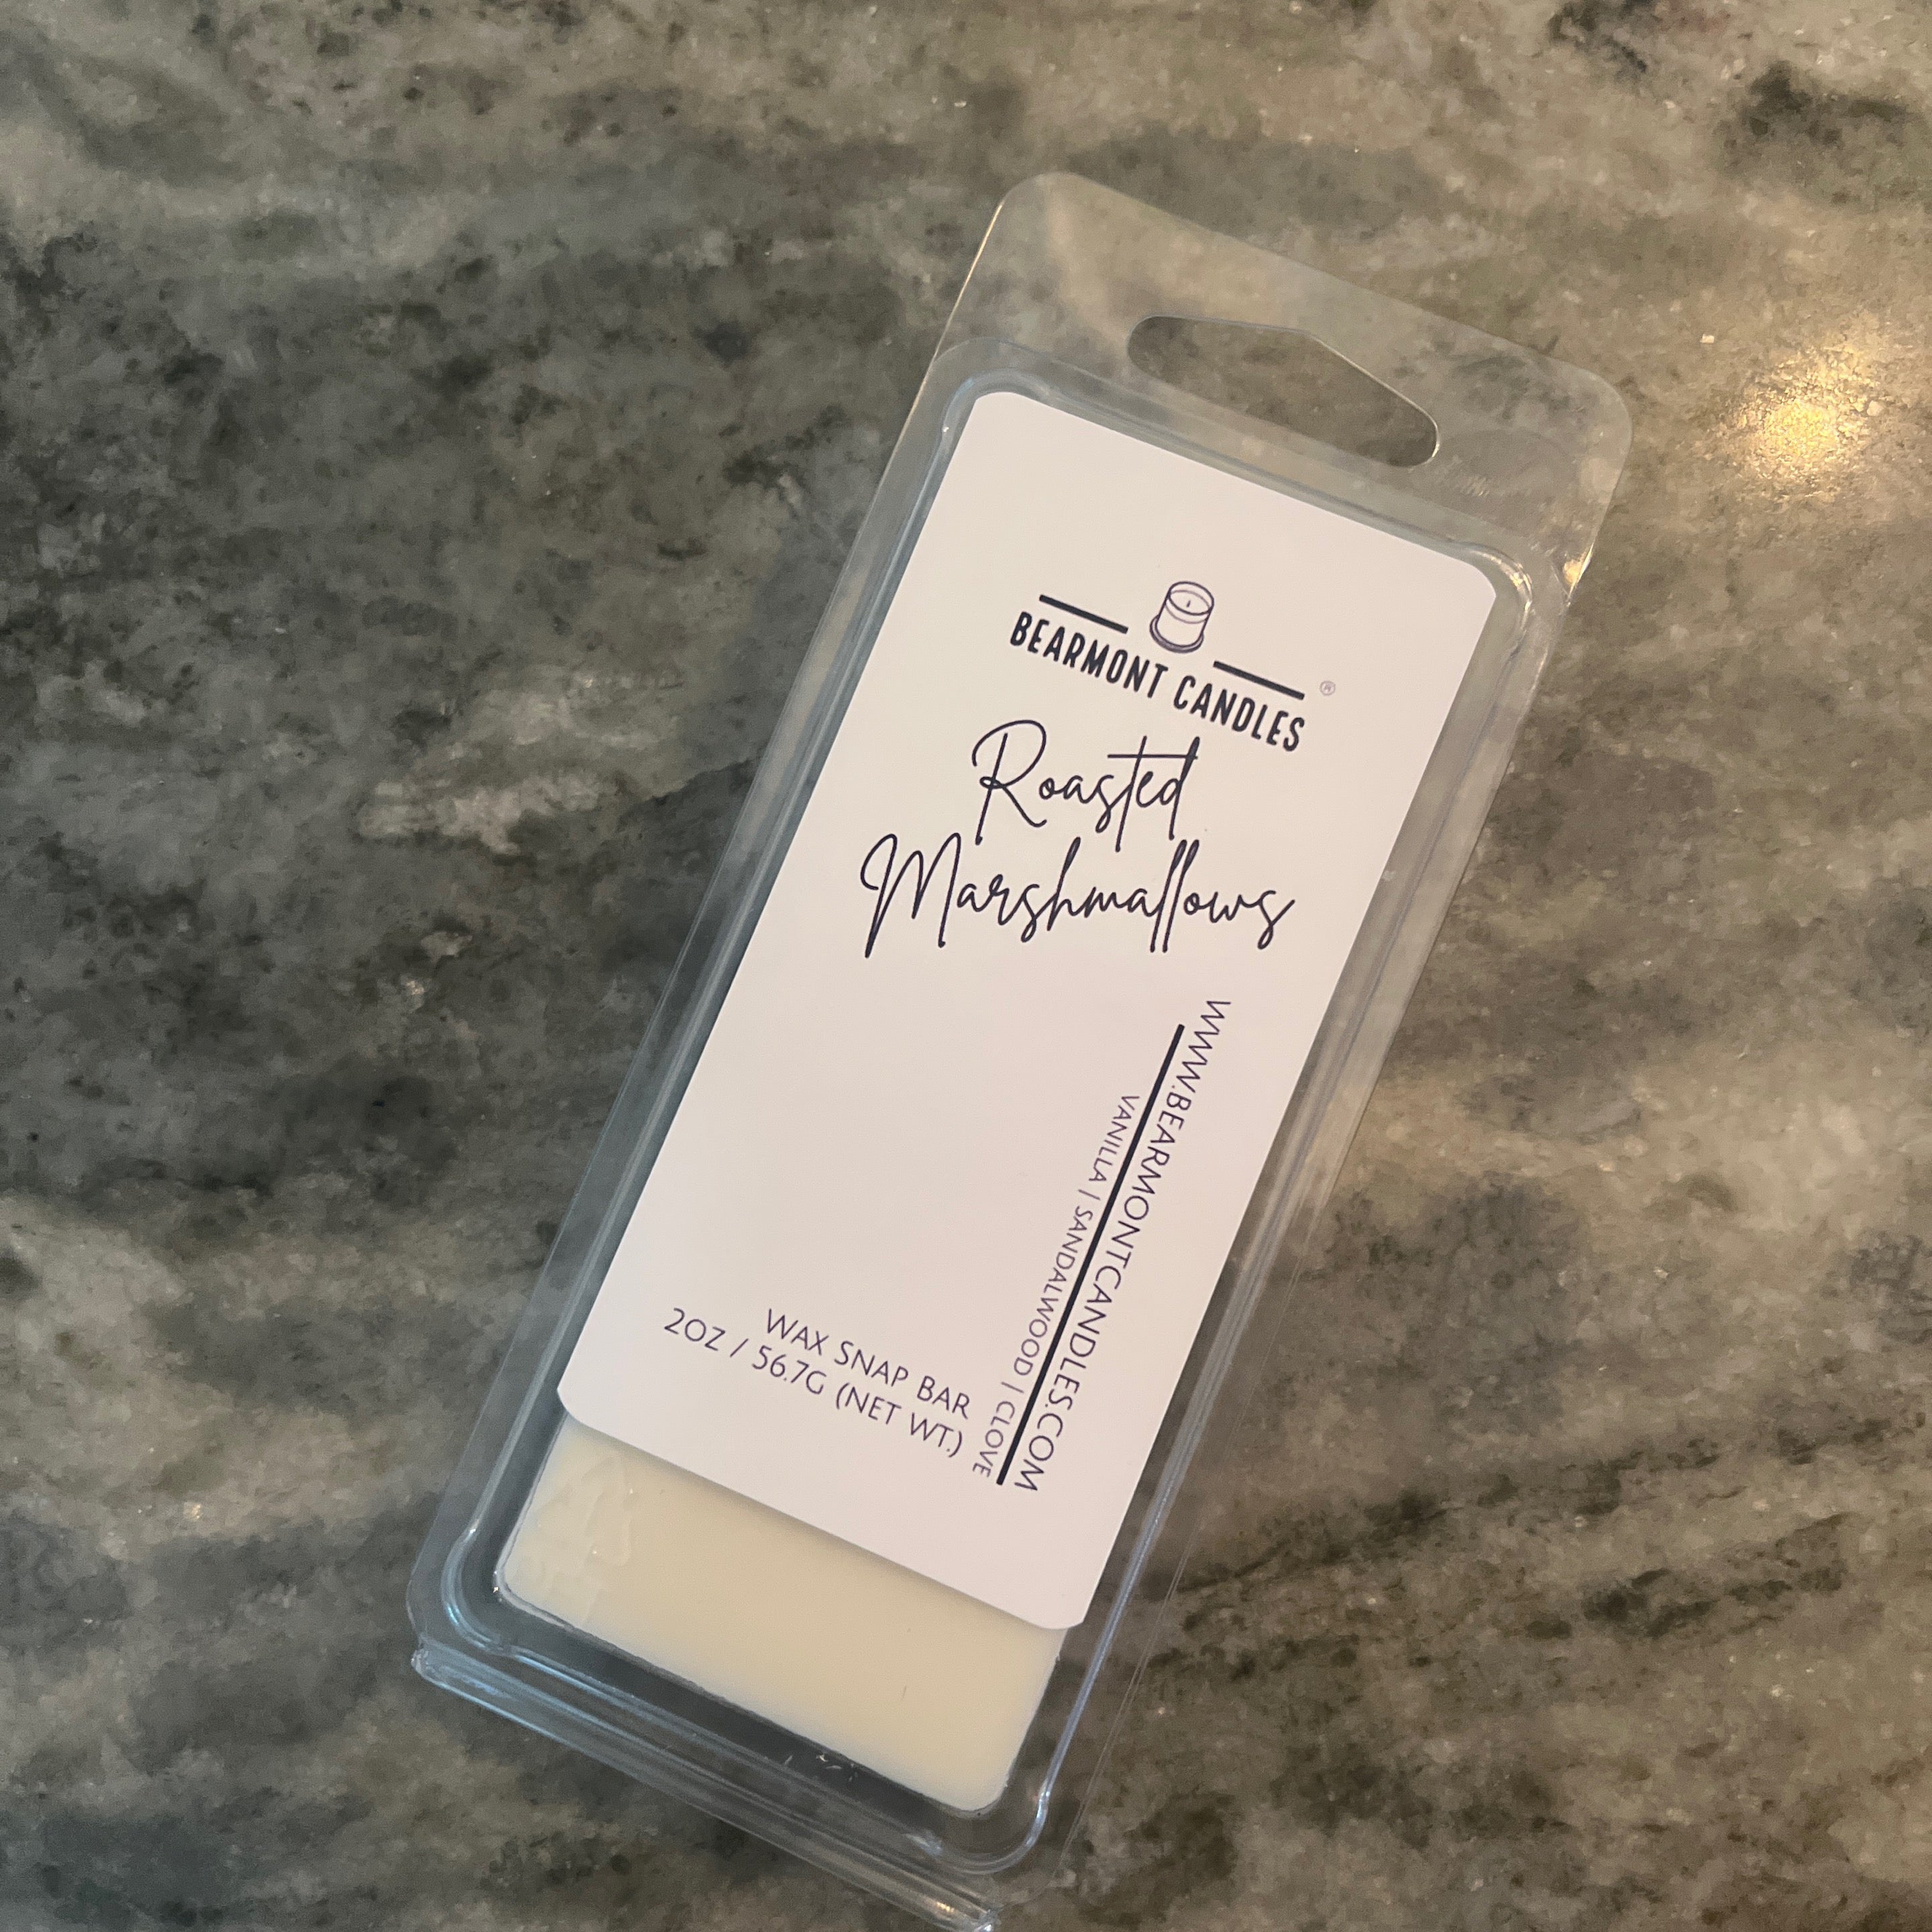 BEARMONT CANDLES ®
Roasted
Marshmallows
WWW.BEARMONTCANDLES.COM
VANILLA | SANDALWOOD | CLOVE
WAX SNAP BAR
2OZ / 56.7G (NET WT.)